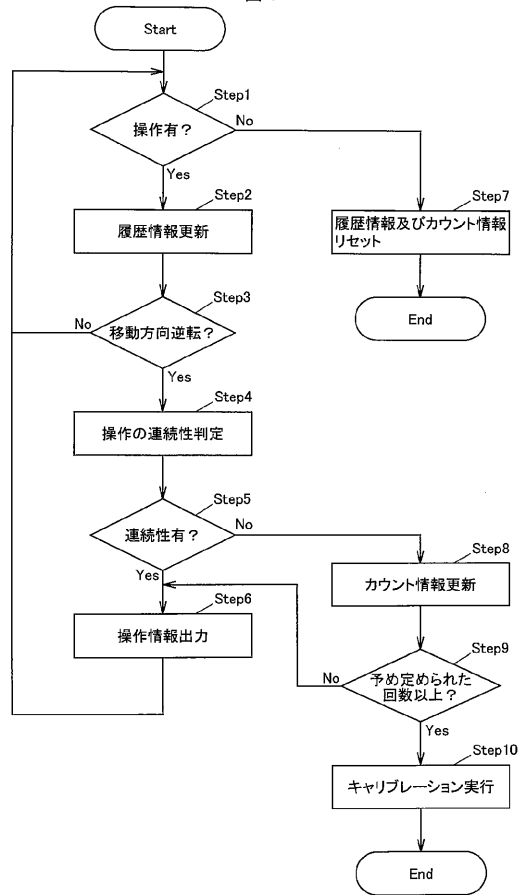 Start
Step1
操作有？
No
Yes
Step2
履歴情報更新
Step7
履歴情報及びカウント情報
リセット
Step3
No
移動方向逆転？
End
Yes
Step4
操作の連続性判定
Step5
連続性有？
No
Yes
Step8
カウント情報更新
Step6
操作情報出力
Step9
No
予め定められた
回数以上？
Yes
Step10
キャリブレーション実行
End